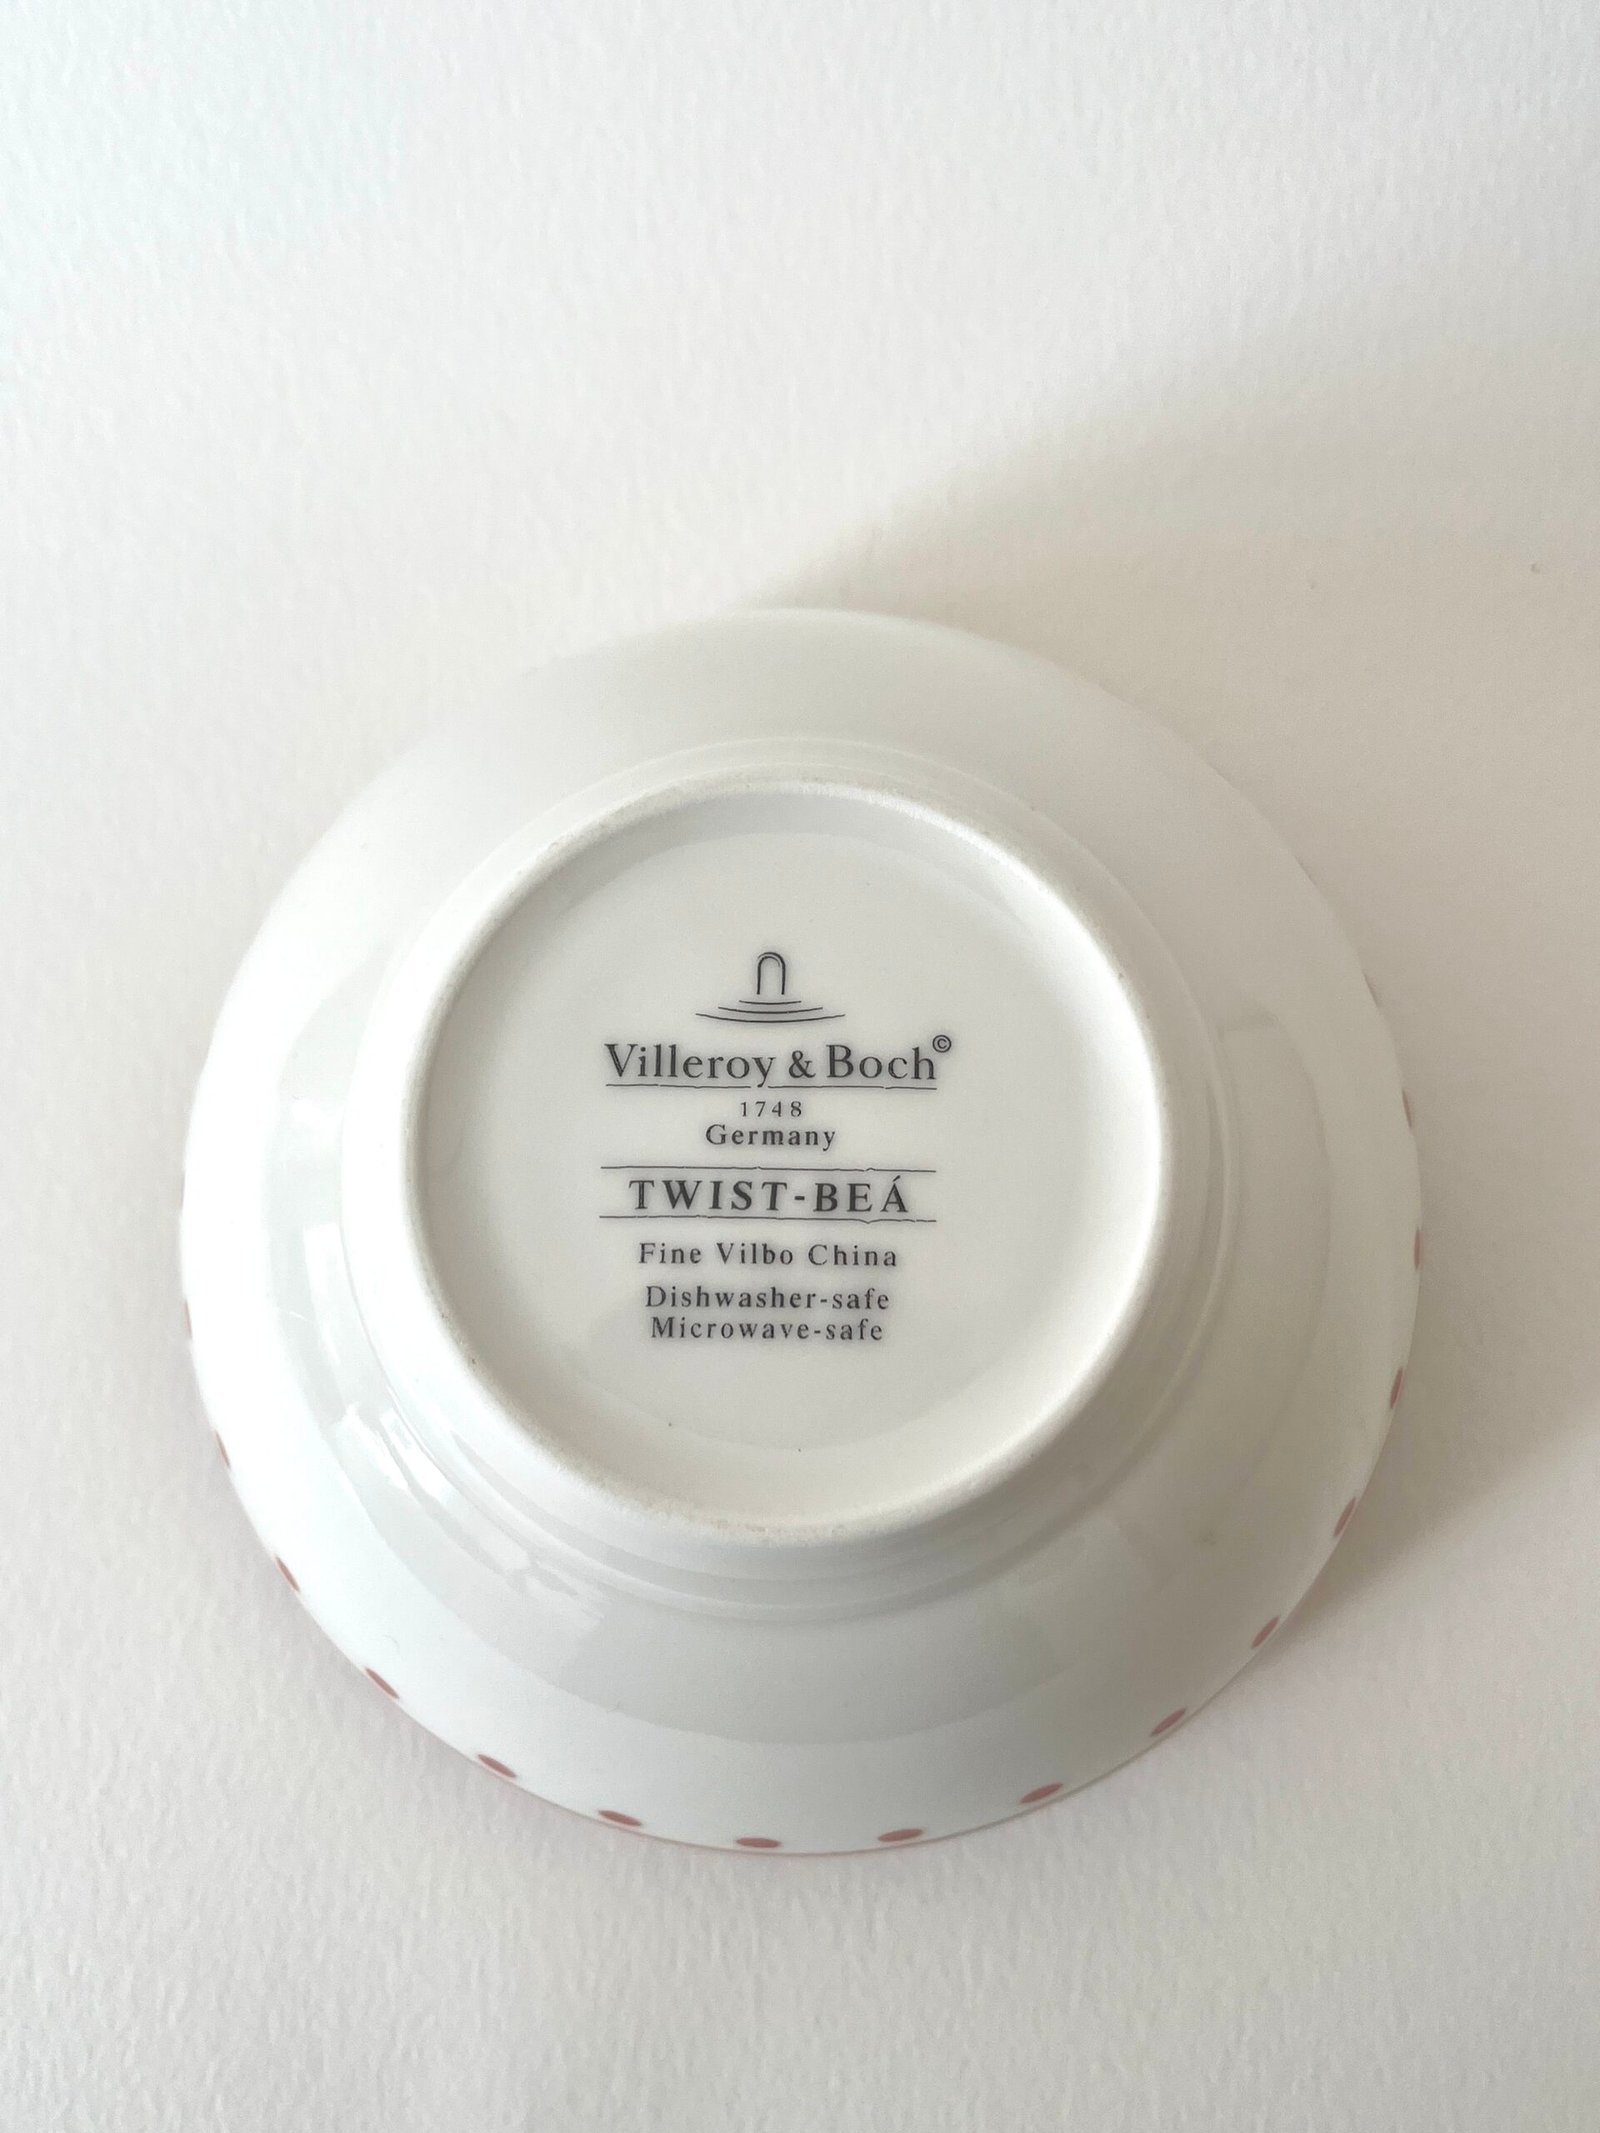 Villeroy & Boch©
1748
Germany
TWIST-BEÁ
Fine Vilbo China
Dishwasher-safe
Microwave-safe